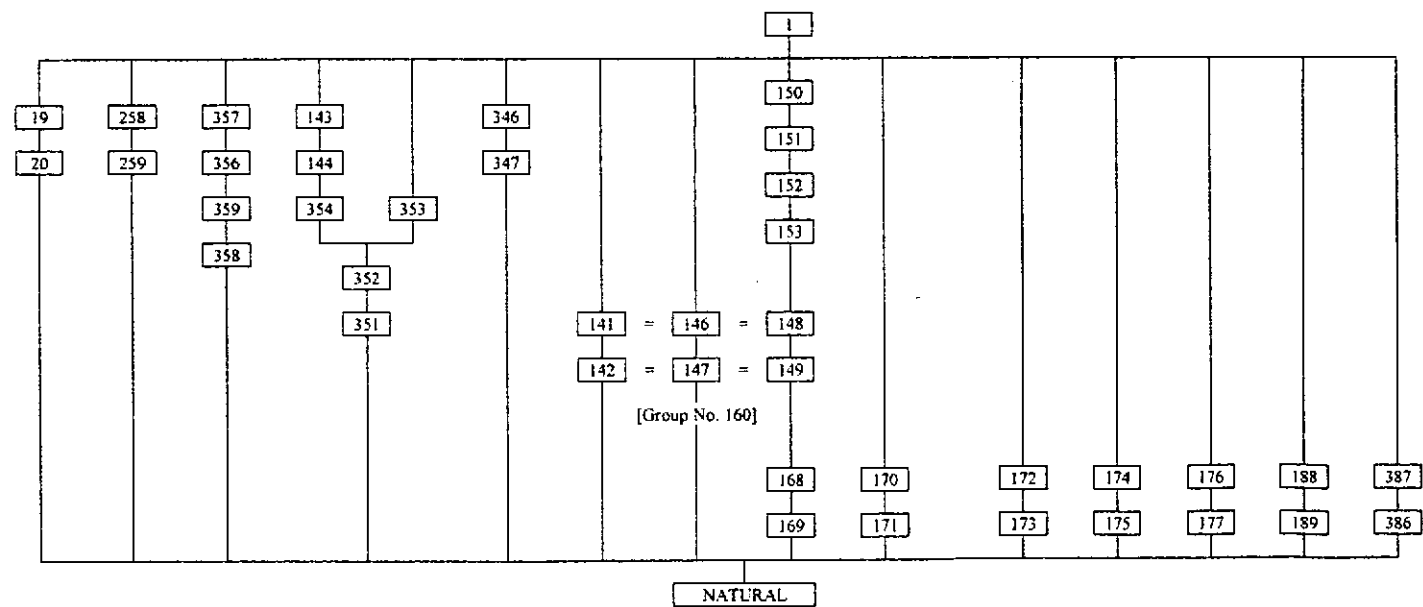 1
150
19 258 357 143 346
151
20 259 356 144 347
152
359 354 353
153
358
352
141 = 146 = 148
351
142 = 147 = 149
[Group No. 160]
168 170 172 174 176 188 387
169 171 173 175 177 189 386
NATURAL